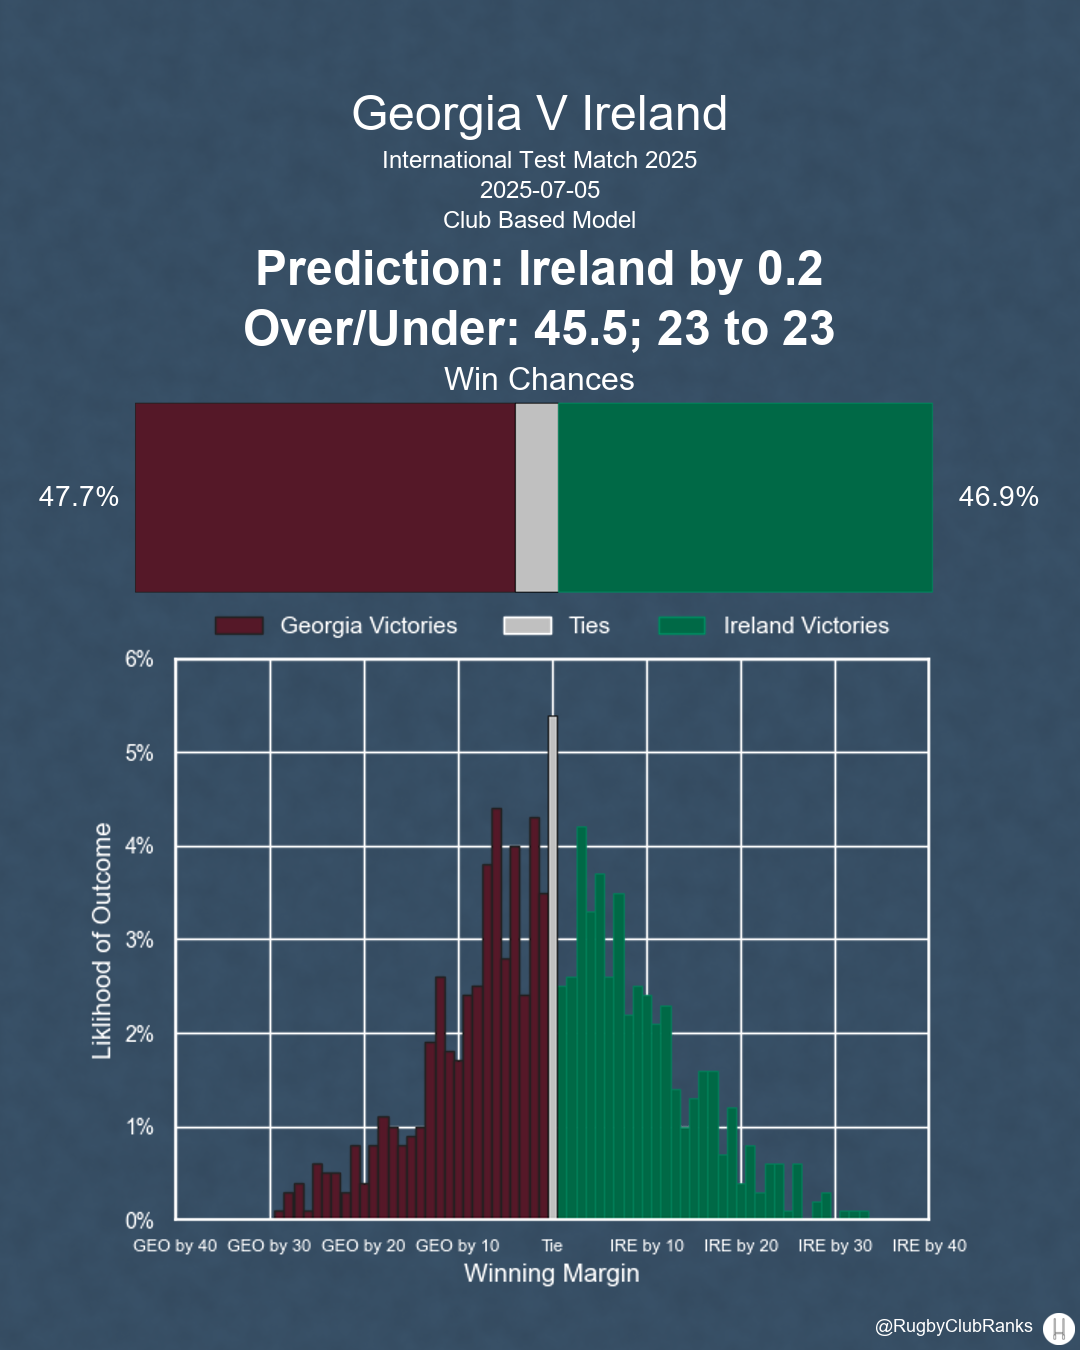 Georgia V Ireland
International Test Match 2025
2025-07-05
Club Based Model
Prediction: Ireland by 0.2
Over/Under: 45.5; 23 to 23
Win Chances
47.7%
46.9%
Georgia Victories
Ties
Ireland Victories
6%
5%
4%
3%
2%
1%
0%
Liklihood of Outcome
GEO by 40 GEO by 30 GEO by 20 GEO by 10 Tie IRE by 10 IRE by 20 IRE by 30 IRE by 40
Winning Margin
@RugbyClubRanks